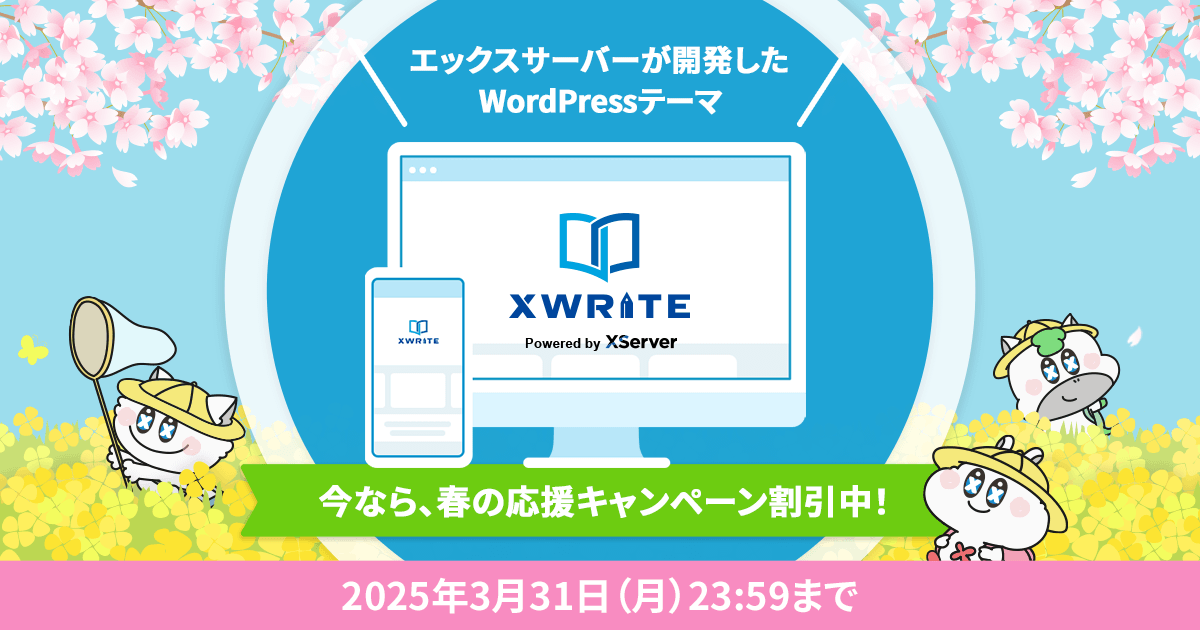 エックスサーバーが開発した
WordPressテーマ
XWRITE
Powered by XServer
XWRITE
今なら、春の応援キャンペーン割引中！
2025年3月31日（月）23:59まで